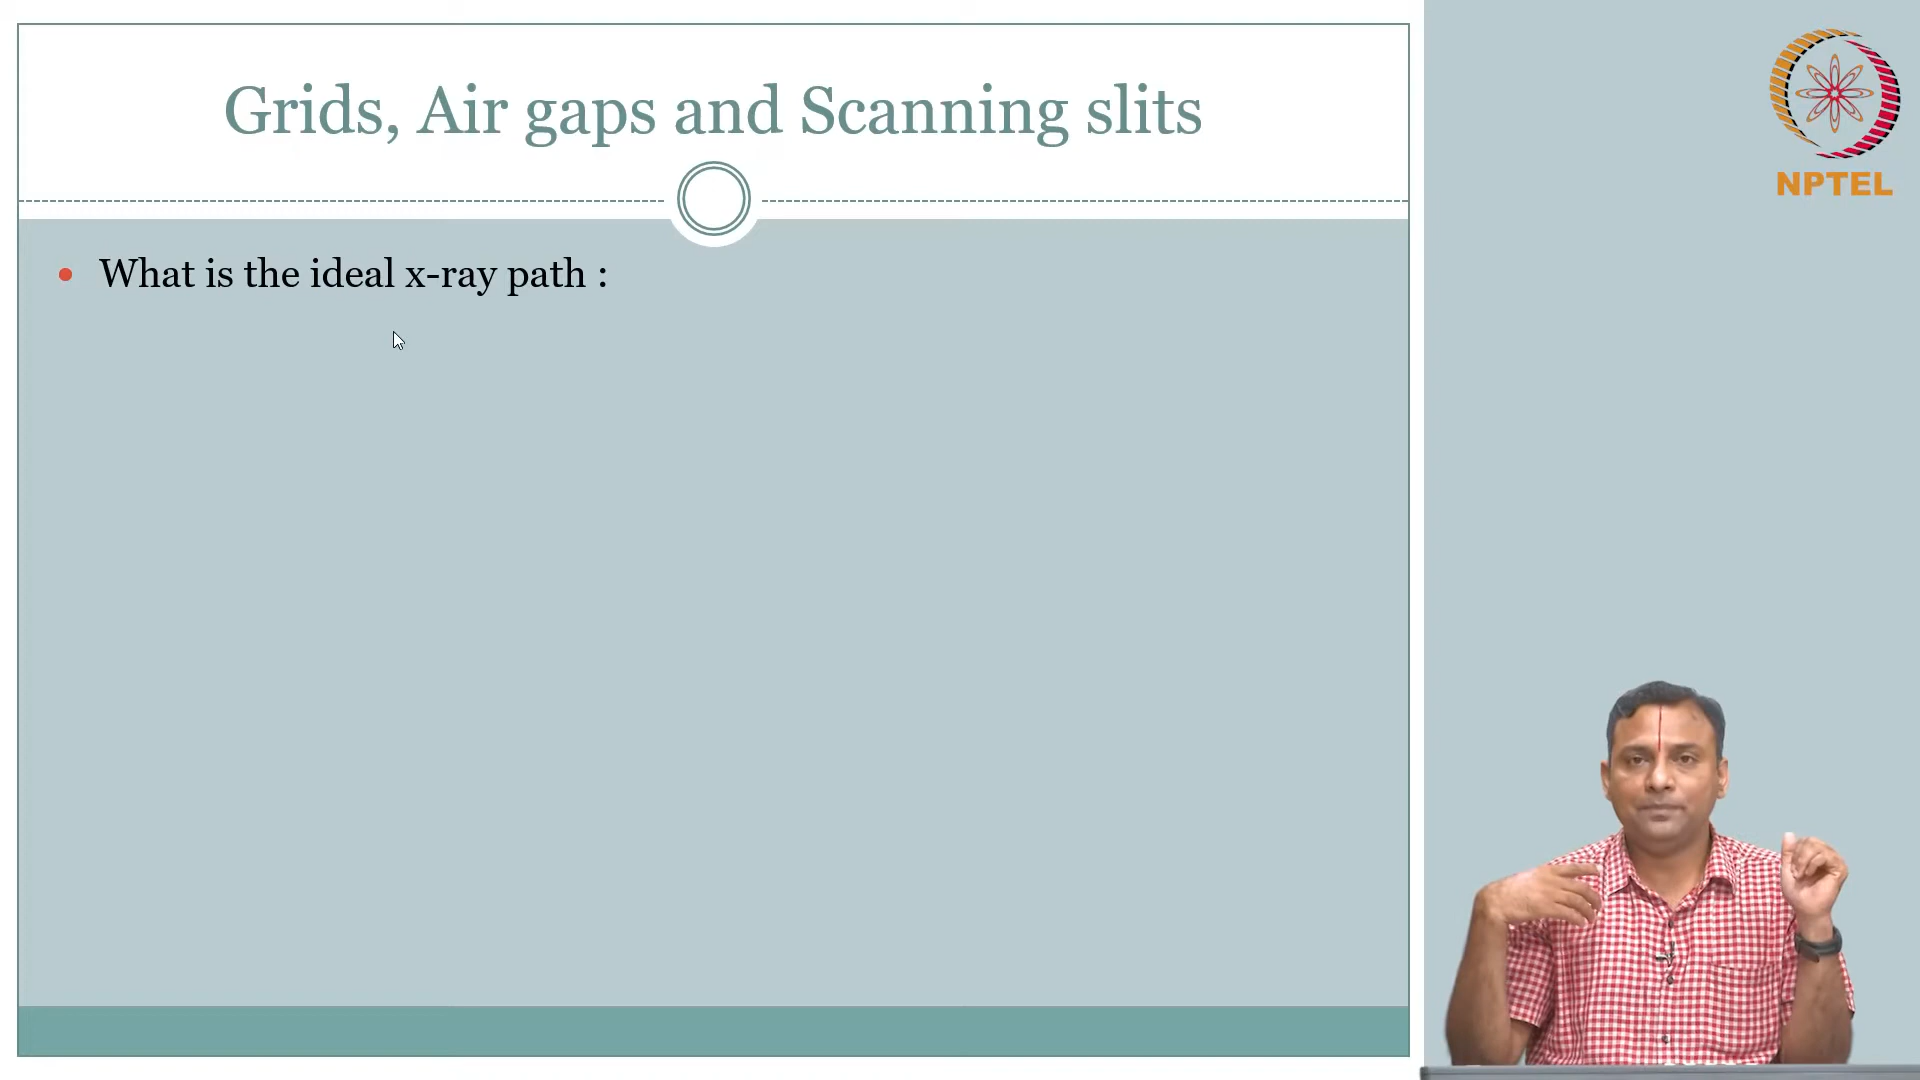 Grids, Air gaps and Scanning slits
What is the ideal x-ray path :
NPTEL